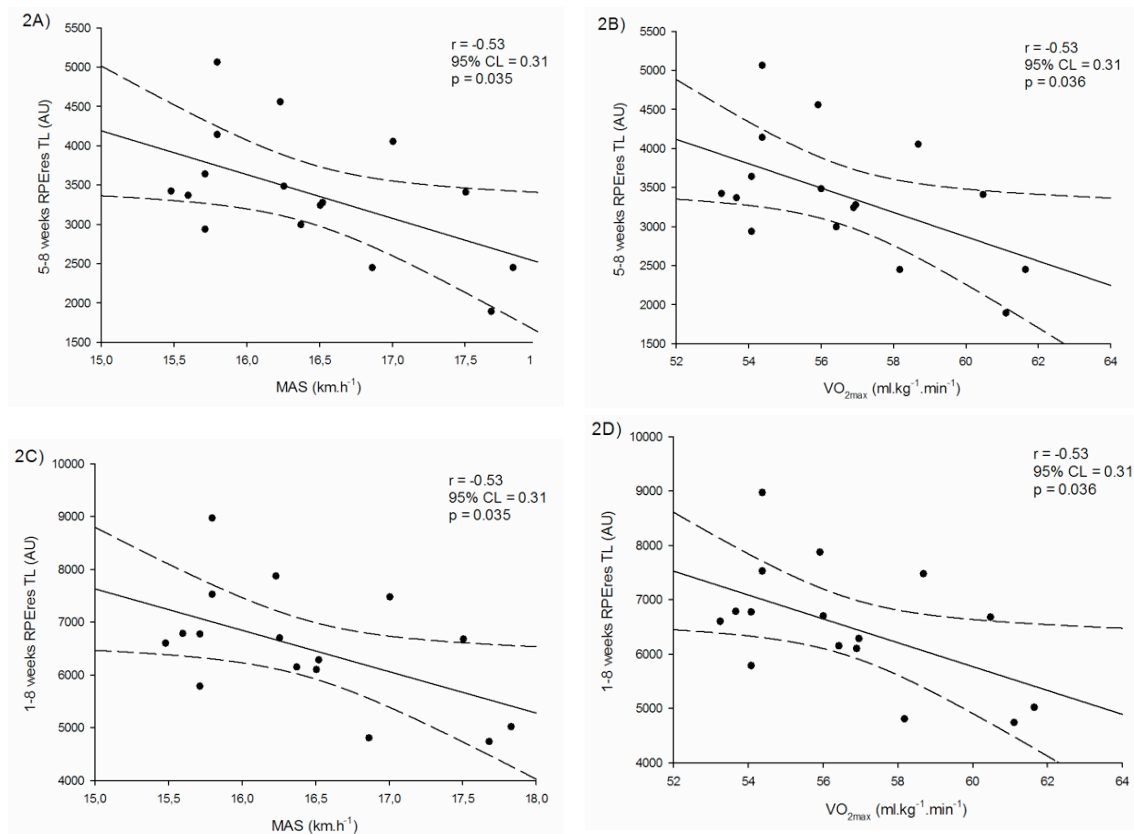 2A)
r = -0.53
95% CL = 0.31
p = 0.035
5500
5000
4500
4000
3500
3000
2500
2000
1500
5-8 weeks RPEres TL (AU)
15,0 15,5 16,0 16,5 17,0 17,5 1
MAS (km.h⁻¹)
2B)
r = -0.53
95% CL = 0.31
p = 0.036
5500
5000
4500
4000
3500
3000
2500
2000
1500
5-8 weeks RPEres TL (AU)
52 54 56 58 60 62 64
VO₂max (ml.kg⁻¹.min⁻¹)
2C)
r = -0.53
95% CL = 0.31
p = 0.035
10000
9000
8000
7000
6000
5000
4000
1-8 weeks RPEres TL (AU)
15,0 15,5 16,0 16,5 17,0 17,5 18,0
MAS (km.h⁻¹)
2D)
r = -0.53
95% CL = 0.31
p = 0.036
10000
9000
8000
7000
6000
5000
4000
1-8 weeks RPEres TL (AU)
52 54 56 58 60 62 64
VO₂max (ml.kg⁻¹.min⁻¹)